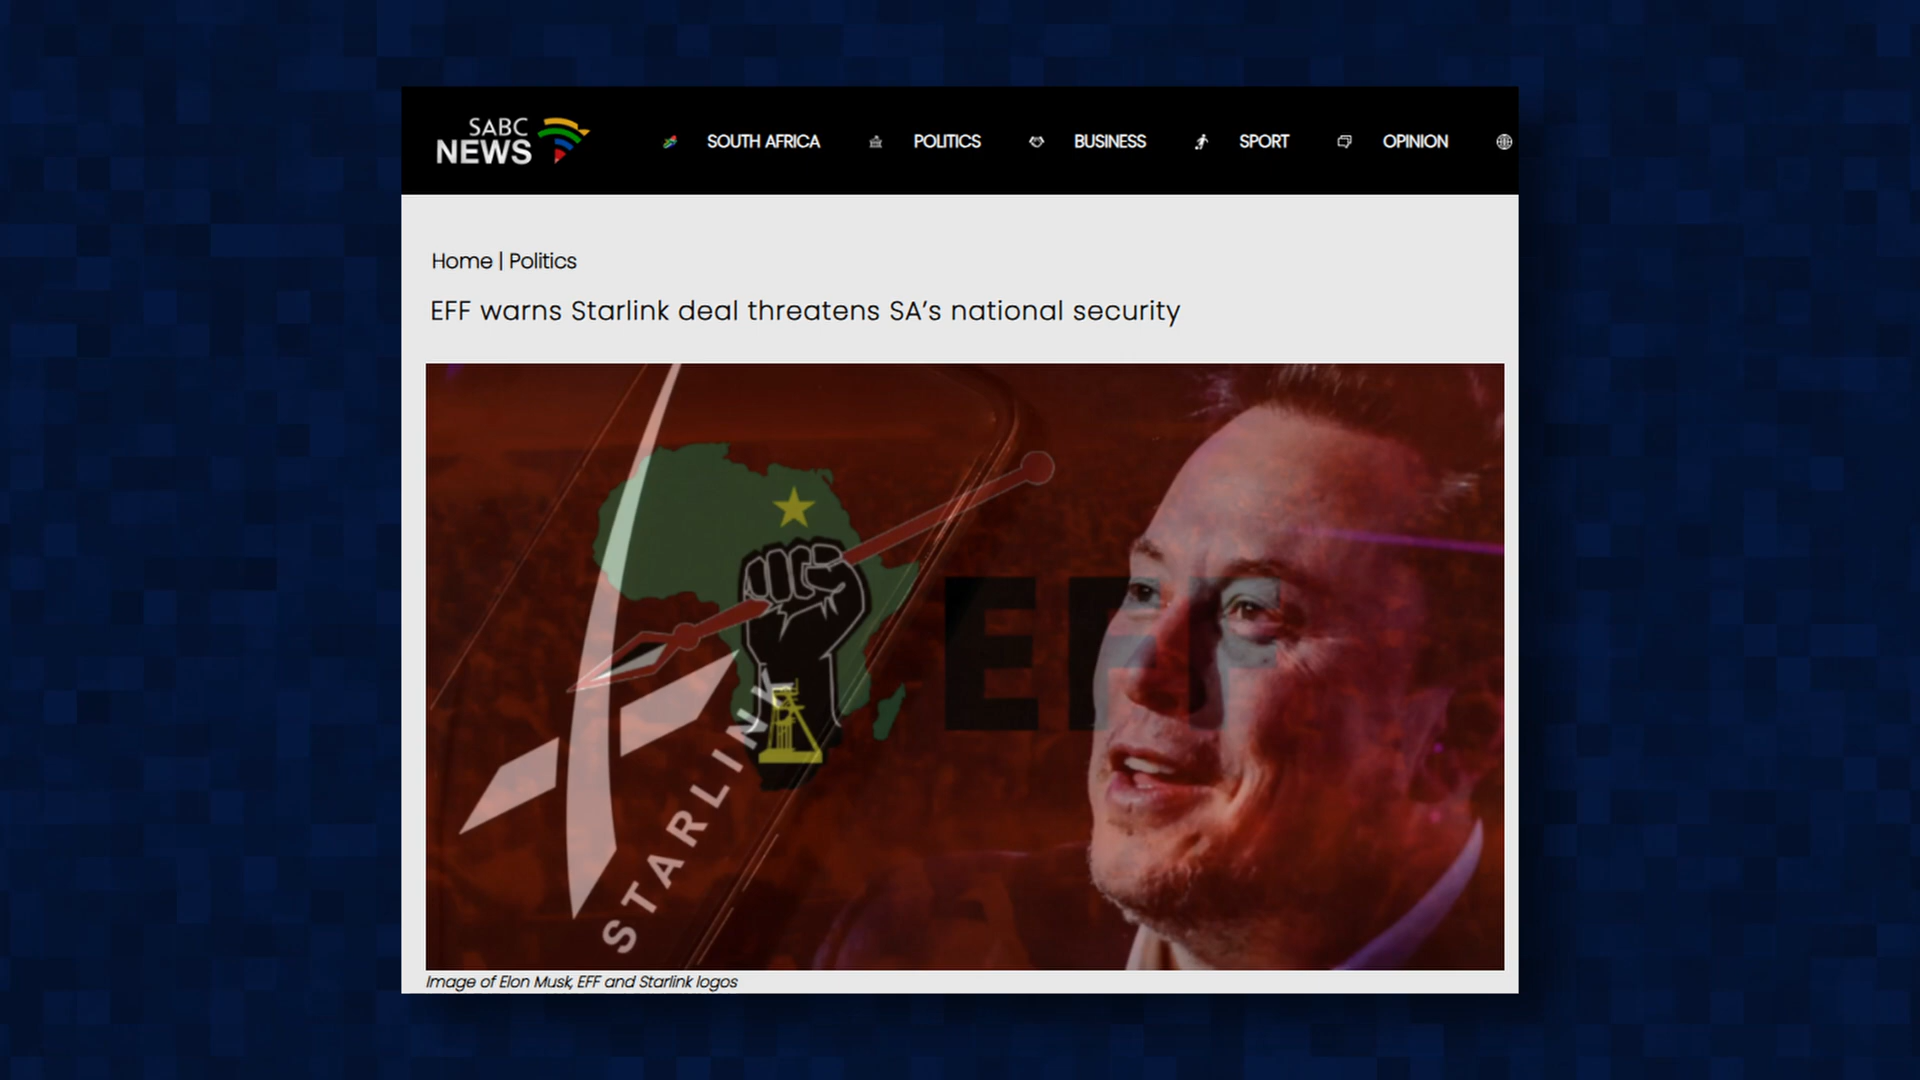 SABC
NEWS
SOUTH AFRICA
POLITICS
BUSINESS
SPORT
OPINION
Home | Politics
EFF warns Starlink deal threatens SA’s national security
EFF
STARLINK
Image of Elon Musk, EFF and Starlink logos